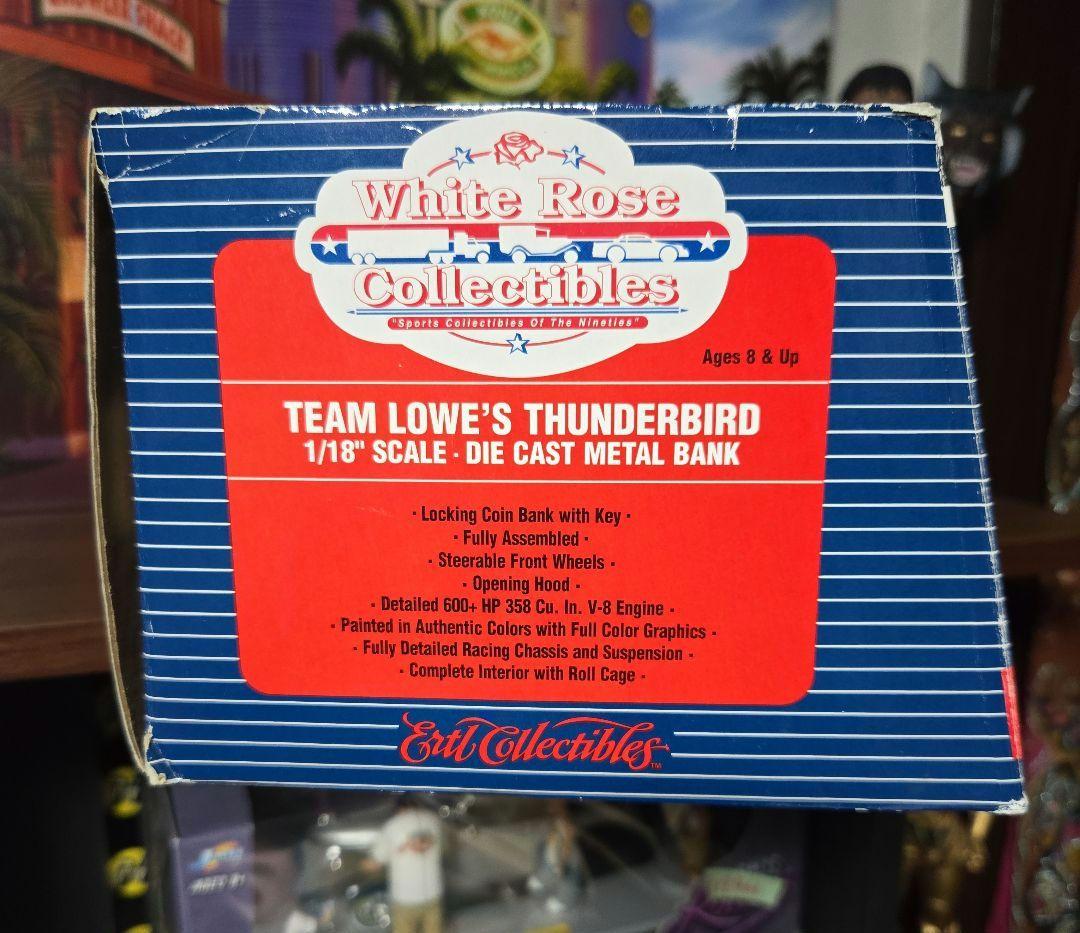 White Rose
Collectibles
"Sports Collectibles Of The Nineties"
Ages 8 & Up
TEAM LOWE'S THUNDERBIRD
1/18" SCALE · DIE CAST METAL BANK
· Locking Coin Bank with Key ·
· Fully Assembled ·
· Steerable Front Wheels ·
· Opening Hood ·
· Detailed 600+ HP 358 Cu. In. V-8 Engine ·
· Painted in Authentic Colors with Full Color Graphics ·
· Fully Detailed Racing Chassis and Suspension ·
· Complete Interior with Roll Cage ·
Ertl Collectibles™